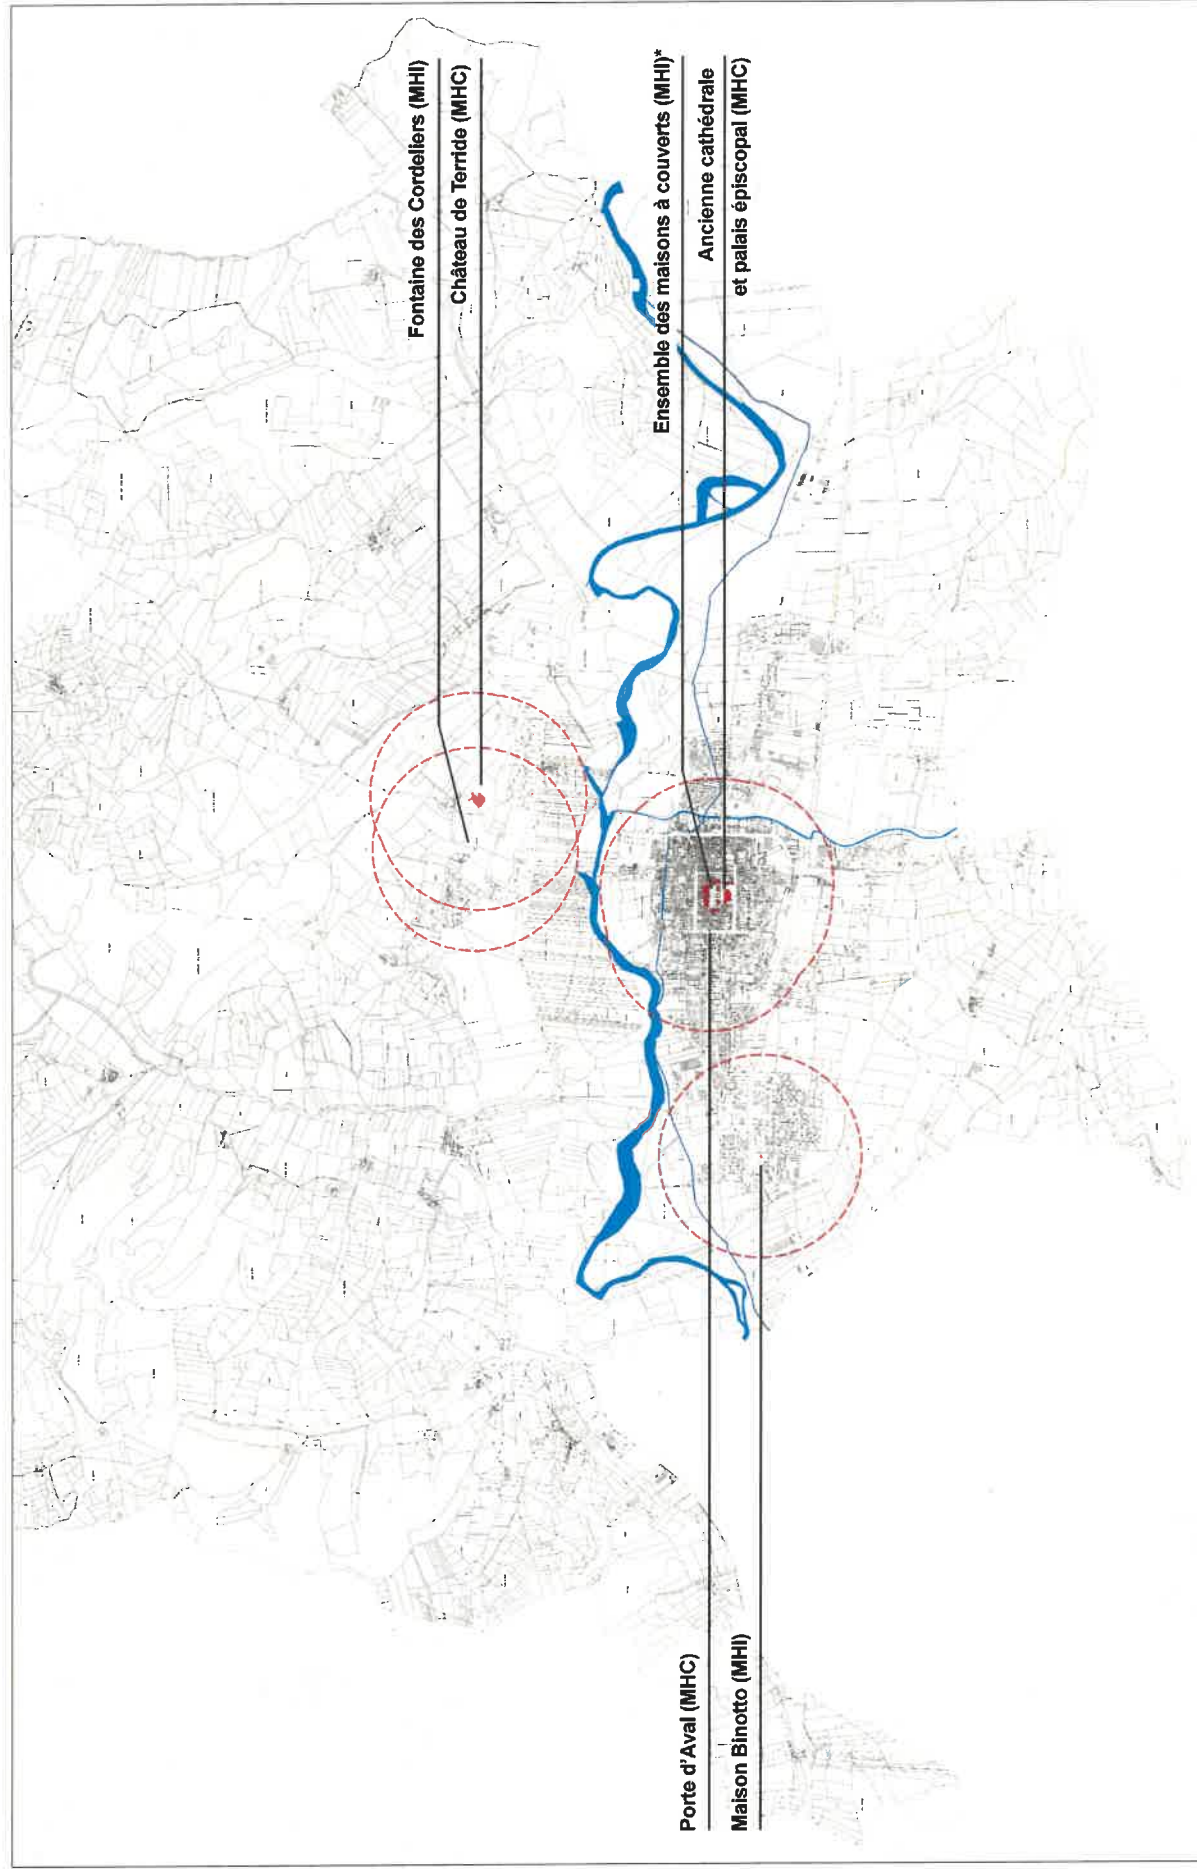 Fontaine des Cordeliers (MHI)
Château de Terride (MHC)
Ensemble des maisons à couverts (MHI)*
Ancienne cathédrale
et palais épiscopal (MHC)
Porte d'Aval (MHC)
Maison Binotto (MHI)